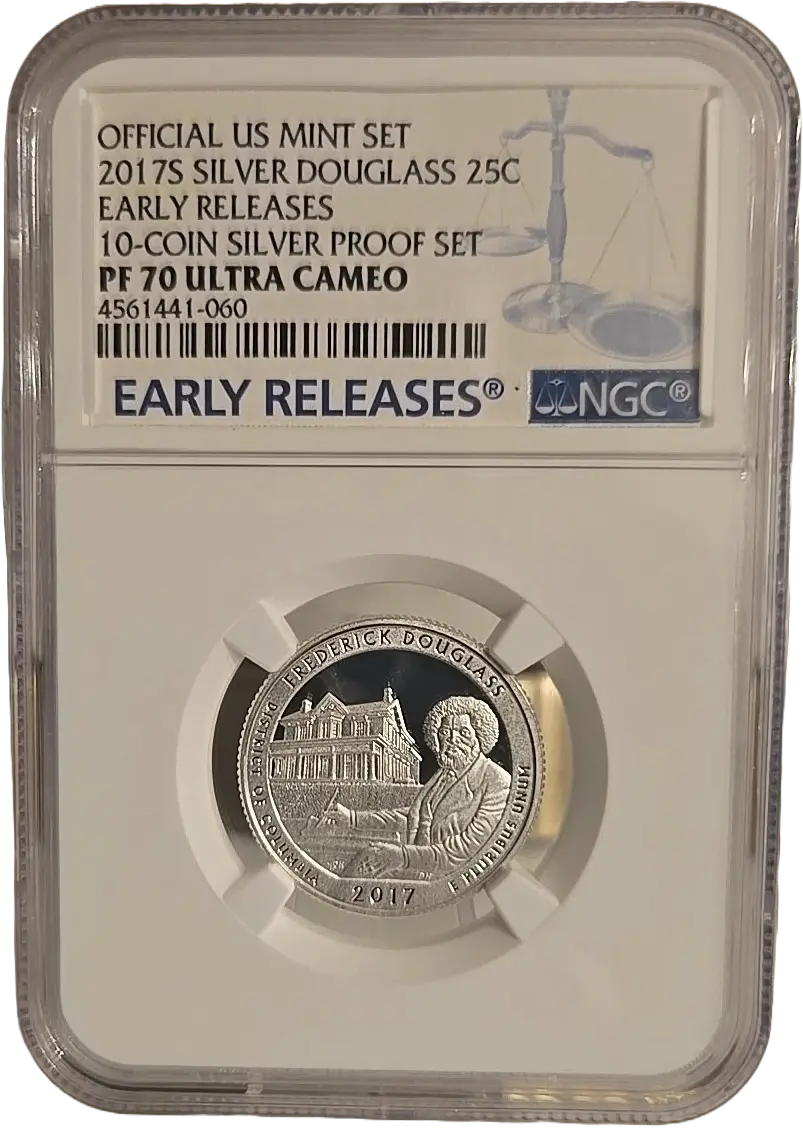 OFFICIAL US MINT SET
2017S SILVER DOUGLASS 25C
EARLY RELEASES
10-COIN SILVER PROOF SET
PF 70 ULTRA CAMEO
4561441-060
EARLY RELEASES®
NGC®
FREDERICK DOUGLASS
DISTRICT OF COLUMBIA
2017
E PLURIBUS UNUM